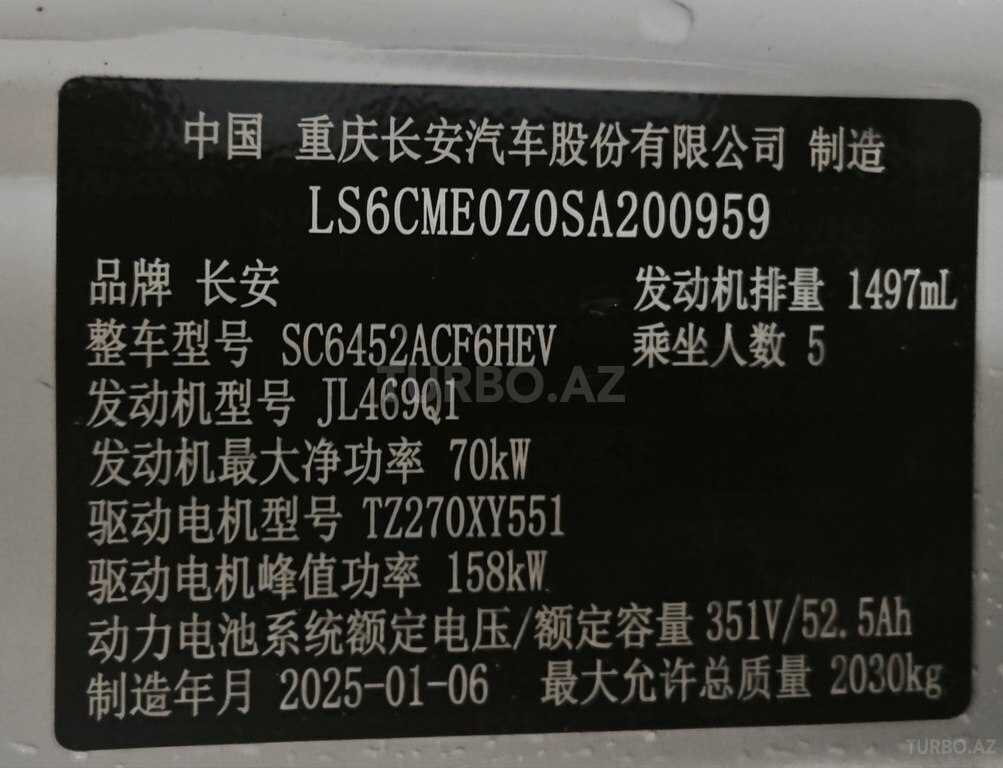 中国 重庆长安汽车股份有限公司 制造
LS6CME0Z0SA200959
品牌 长安 发动机排量 1497mL
整车型号 SC6452ACF6HEV 乘坐人数 5
发动机型号 JL469Q1
发动机最大净功率 70kW
驱动电机型号 TZ270XY551
驱动电机峰值功率 158kW
动力电池系统额定电压/额定容量 351V/52.5Ah
制造年月 2025-01-06 最大允许总质量 2030kg
TURBO.AZ
TURBO.AZ